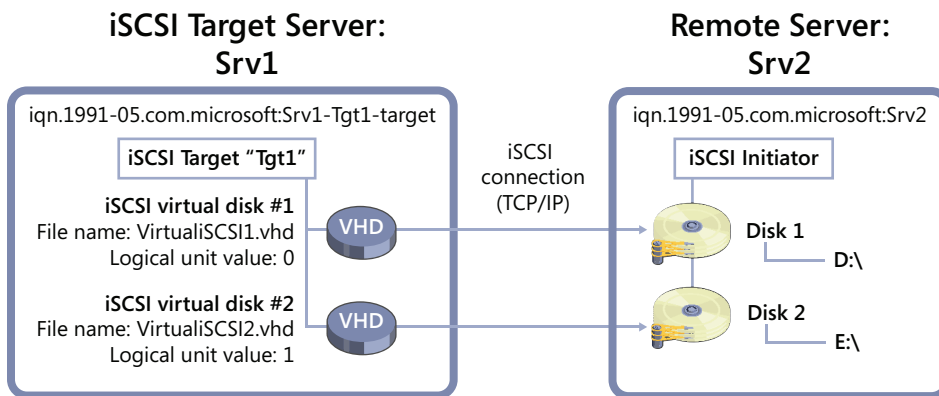 iSCSI Target Server:
Srv1
iqn.1991-05.com.microsoft:Srv1-Tgt1-target
iSCSI Target “Tgt1”
iSCSI virtual disk #1
File name: VirtualiSCSI1.vhd
Logical unit value: 0
VHD
iSCSI virtual disk #2
File name: VirtualiSCSI2.vhd
Logical unit value: 1
VHD
iSCSI
connection
(TCP/IP)
Remote Server:
Srv2
iqn.1991-05.com.microsoft:Srv2
iSCSI Initiator
Disk 1
D:\
Disk 2
E:\